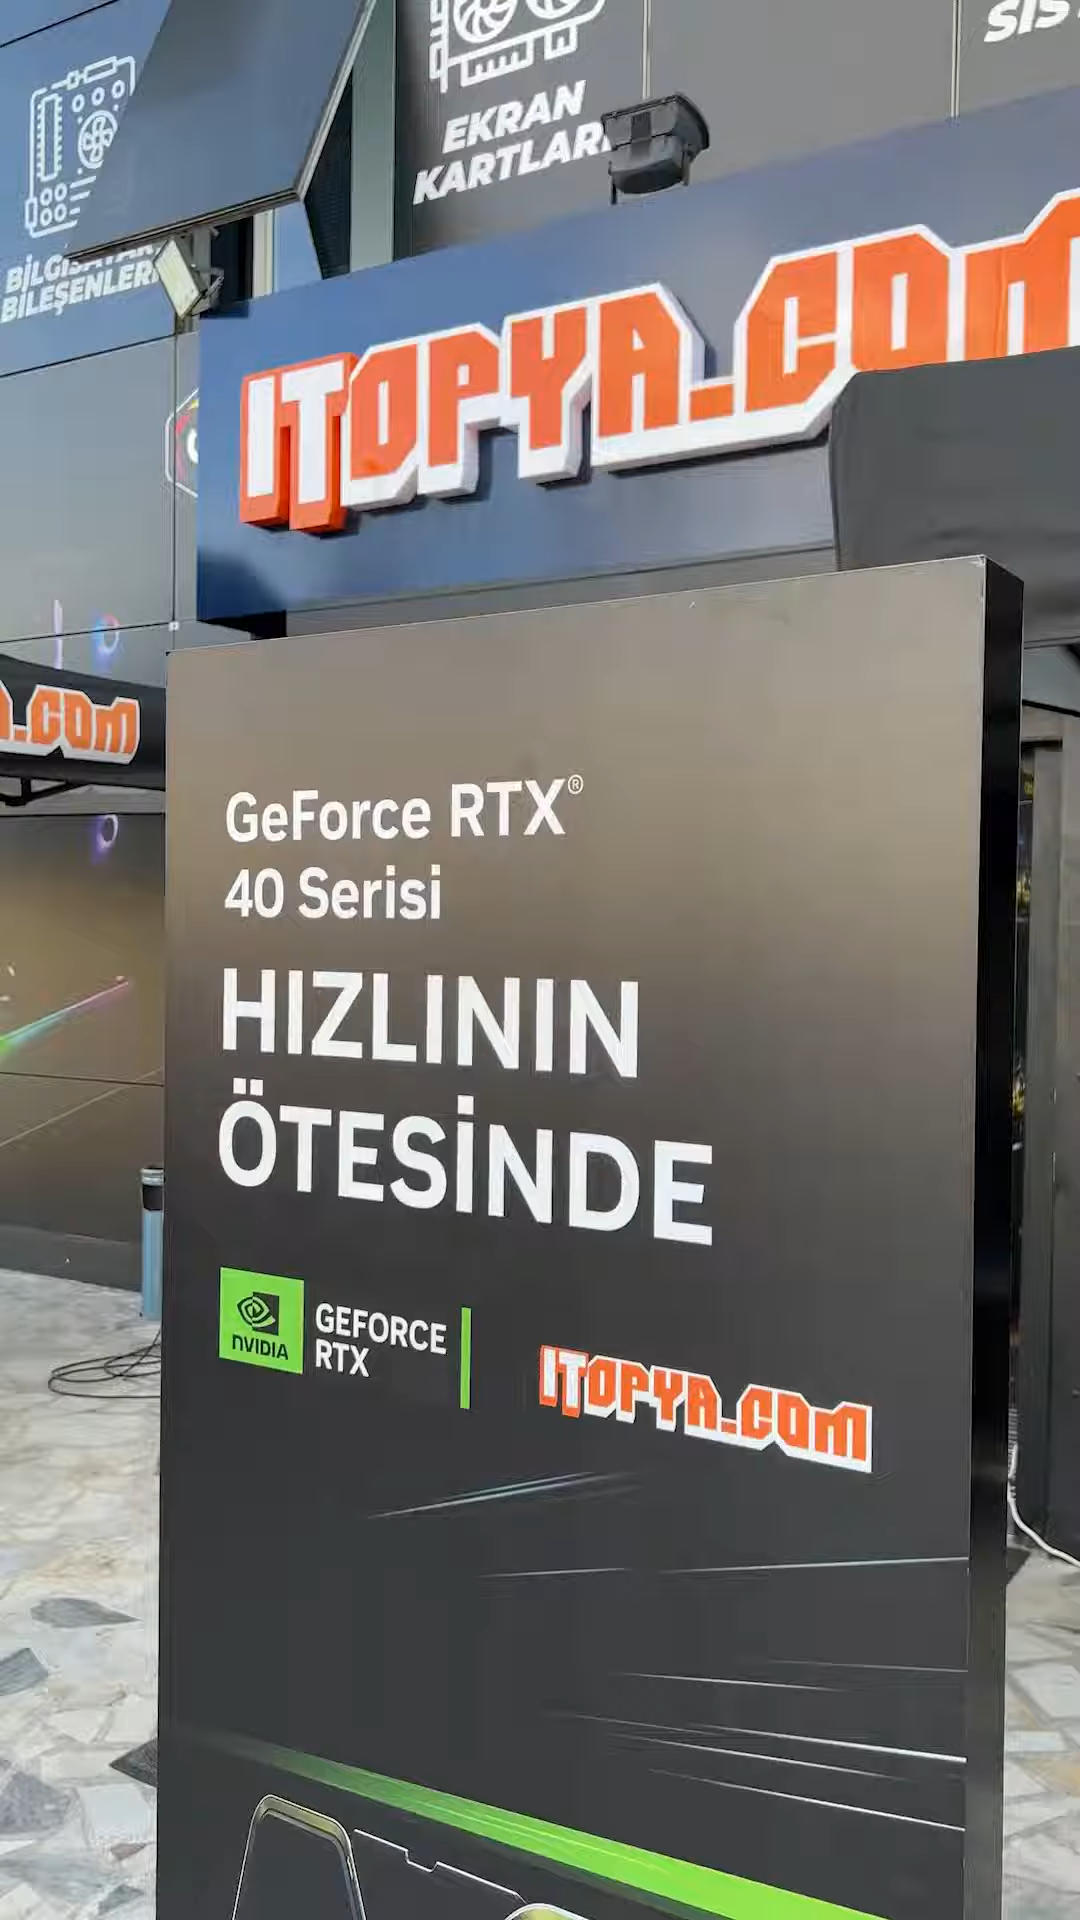 EKRAN
KARTLARI
SİS
BİLGİSAYAR
BİLEŞENLERİ
ITOPYA.COM
.COM
GeForce RTX®
40 Serisi
HIZLININ
ÖTESİNDE
NVIDIA
GEFORCE
RTX
ITOPYA.COM